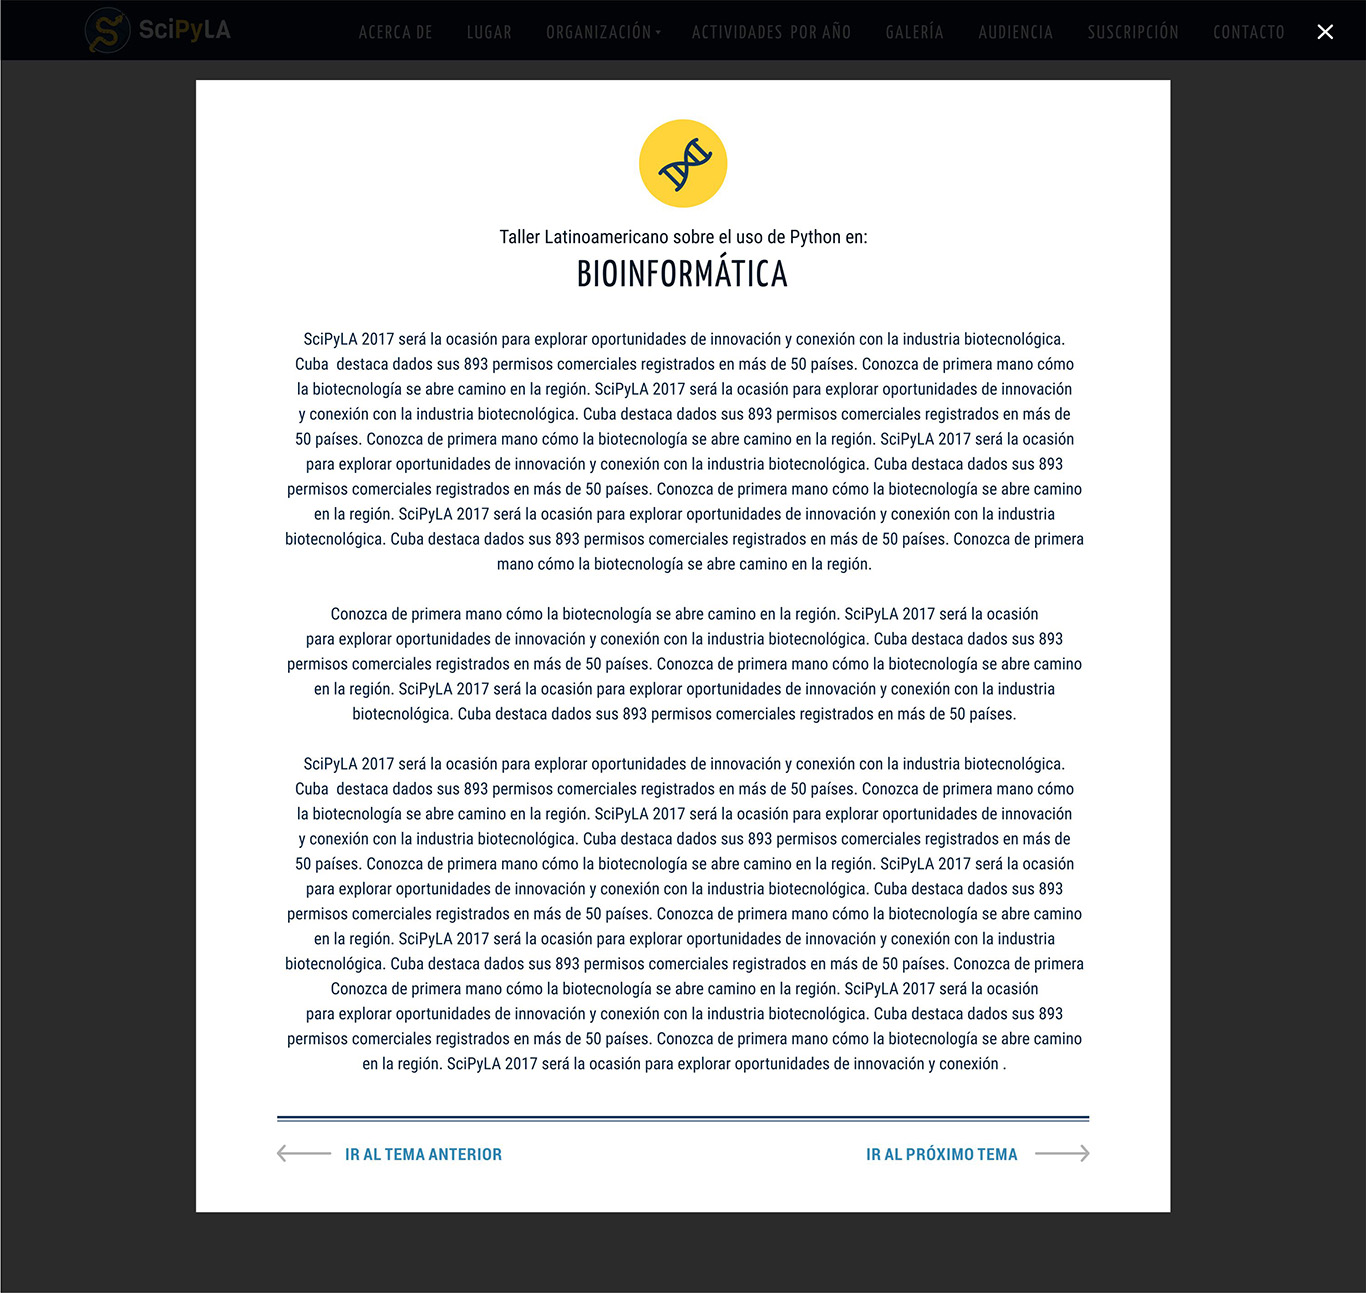 SciPyLA
ACERCA DE LUGAR ORGANIZACIÓN ACTIVIDADES POR AÑO GALERÍA AUDIENCIA SUSCRIPCIÓN CONTACTO
Taller Latinoamericano sobre el uso de Python en:
BIOINFORMÁTICA
SciPyLA 2017 será la ocasión para explorar oportunidades de innovación y conexión con la industria biotecnológica.
Cuba destaca dados sus 893 permisos comerciales registrados en más de 50 países. Conozca de primera mano cómo
la biotecnología se abre camino en la región. SciPyLA 2017 será la ocasión para explorar oportunidades de innovación
y conexión con la industria biotecnológica. Cuba destaca dados sus 893 permisos comerciales registrados en más de
50 países. Conozca de primera mano cómo la biotecnología se abre camino en la región. SciPyLA 2017 será la ocasión
para explorar oportunidades de innovación y conexión con la industria biotecnológica. Cuba destaca dados sus 893
permisos comerciales registrados en más de 50 países. Conozca de primera mano cómo la biotecnología se abre camino
en la región. SciPyLA 2017 será la ocasión para explorar oportunidades de innovación y conexión con la industria
biotecnológica. Cuba destaca dados sus 893 permisos comerciales registrados en más de 50 países. Conozca de primera
mano cómo la biotecnología se abre camino en la región.
Conozca de primera mano cómo la biotecnología se abre camino en la región. SciPyLA 2017 será la ocasión
para explorar oportunidades de innovación y conexión con la industria biotecnológica. Cuba destaca dados sus 893
permisos comerciales registrados en más de 50 países. Conozca de primera mano cómo la biotecnología se abre camino
en la región. SciPyLA 2017 será la ocasión para explorar oportunidades de innovación y conexión con la industria
biotecnológica. Cuba destaca dados sus 893 permisos comerciales registrados en más de 50 países.
SciPyLA 2017 será la ocasión para explorar oportunidades de innovación y conexión con la industria biotecnológica.
Cuba destaca dados sus 893 permisos comerciales registrados en más de 50 países. Conozca de primera mano cómo
la biotecnología se abre camino en la región. SciPyLA 2017 será la ocasión para explorar oportunidades de innovación
y conexión con la industria biotecnológica. Cuba destaca dados sus 893 permisos comerciales registrados en más de
50 países. Conozca de primera mano cómo la biotecnología se abre camino en la región. SciPyLA 2017 será la ocasión
para explorar oportunidades de innovación y conexión con la industria biotecnológica. Cuba destaca dados sus 893
permisos comerciales registrados en más de 50 países. Conozca de primera mano cómo la biotecnología se abre camino
en la región. SciPyLA 2017 será la ocasión para explorar oportunidades de innovación y conexión con la industria
biotecnológica. Cuba destaca dados sus 893 permisos comerciales registrados en más de 50 países. Conozca de primera
Conozca de primera mano cómo la biotecnología se abre camino en la región. SciPyLA 2017 será la ocasión
para explorar oportunidades de innovación y conexión con la industria biotecnológica. Cuba destaca dados sus 893
permisos comerciales registrados en más de 50 países. Conozca de primera mano cómo la biotecnología se abre camino
en la región. SciPyLA 2017 será la ocasión para explorar oportunidades de innovación y conexión .
IR AL TEMA ANTERIOR
IR AL PRÓXIMO TEMA